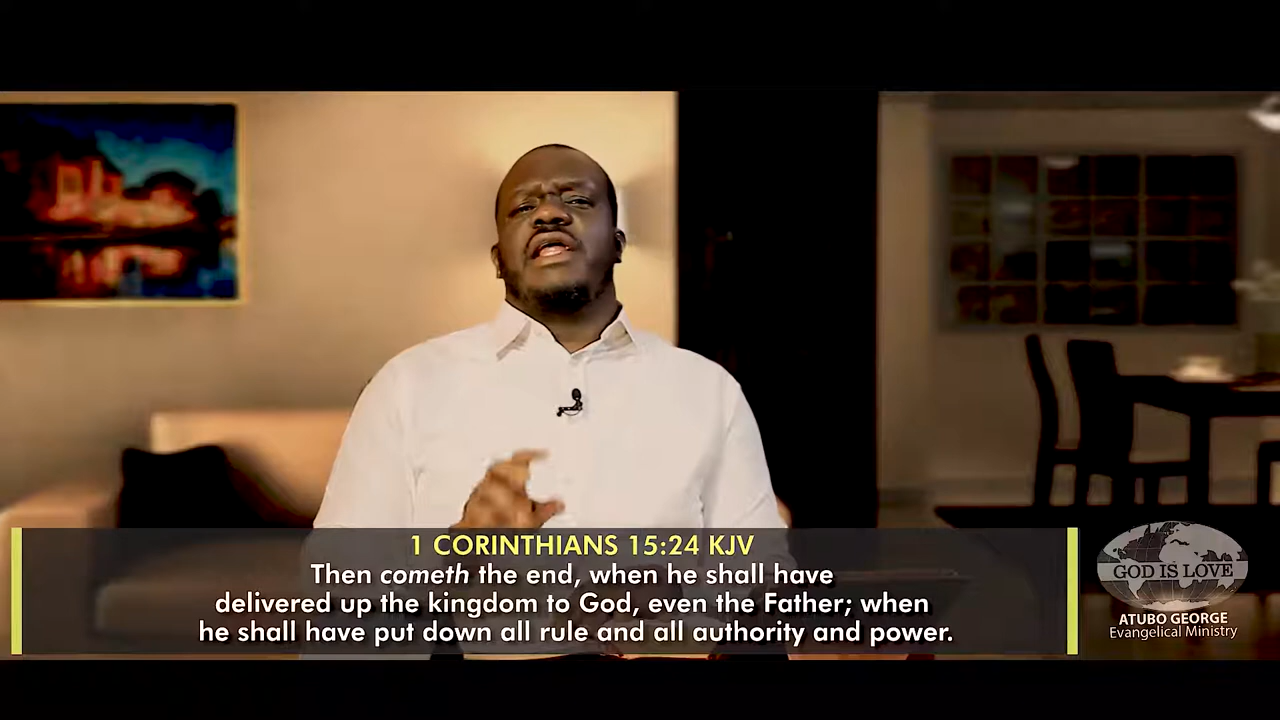 1 CORINTHIANS 15:24 KJV
Then cometh the end, when he shall have
delivered up the kingdom to God, even the Father; when
he shall have put down all rule and all authority and power.
GOD IS LOVE
ATUBO GEORGE
Evangelical Ministry